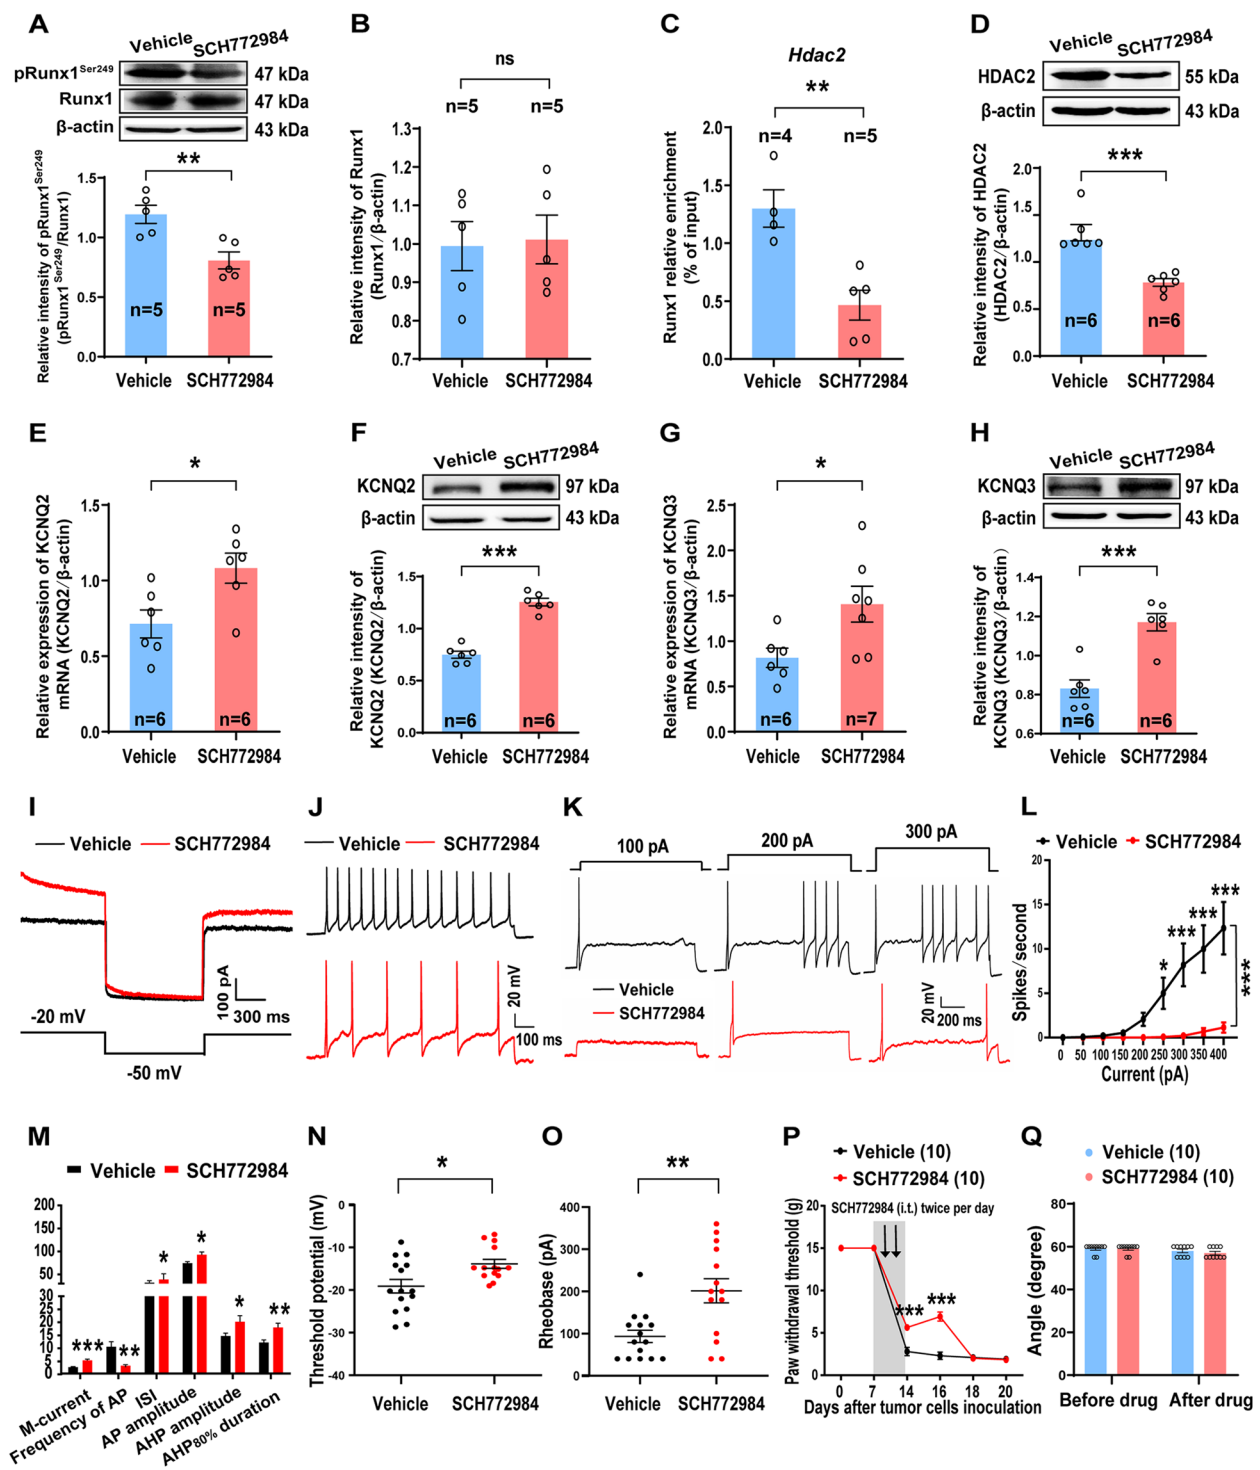 A
Vehicle SCH772984
pRunx1Ser249 47 kDa
Runx1 47 kDa
β-actin 43 kDa
**
Relative intensity of pRunx1Ser249
(pRunx1Ser249/Runx1)
1.5
1.0
0.5
0.0
n=5 n=5
Vehicle SCH772984
B
ns
n=5 n=5
Relative intensity of Runx1
(Runx1/β-actin)
1.3
1.2
1.1
1.0
0.9
0.8
0.7
Vehicle SCH772984
C
Hdac2
**
n=4 n=5
Runx1 relative enrichment
(% of input)
2.0
1.5
1.0
0.5
0.0
Vehicle SCH772984
D
Vehicle SCH772984
HDAC2 55 kDa
β-actin 43 kDa
***
Relative intensity of HDAC2
(HDAC2/β-actin)
2.0
1.5
1.0
0.5
0.0
n=6 n=6
Vehicle SCH772984
E
*
Relative expression of KCNQ2
mRNA (KCNQ2/β-actin)
1.5
1.0
0.5
0.0
n=6 n=6
Vehicle SCH772984
F
Vehicle SCH772984
KCNQ2 97 kDa
β-actin 43 kDa
***
Relative intensity of
KCNQ2 (KCNQ2/β-actin)
1.5
1.0
0.5
0.0
n=6 n=6
Vehicle SCH772984
G
*
Relative expression of KCNQ3
mRNA (KCNQ3/β-actin)
2.5
2.0
1.5
1.0
0.5
0.0
n=6 n=7
Vehicle SCH772984
H
Vehicle SCH772984
KCNQ3 97 kDa
β-actin 43 kDa
***
Relative intensity of
KCNQ3 (KCNQ3/β-actin)
1.4
1.2
1.0
0.8
0.6
n=6 n=6
Vehicle SCH772984
I
Vehicle SCH772984
100 pA
300 ms
-20 mV
-50 mV
J
Vehicle SCH772984
20 mV
100 ms
K
100 pA 200 pA 300 pA
Vehicle
SCH772984
20 mV
200 ms
L
Vehicle SCH772984
Spikes/second
20
15
10
5
0
* *** *** ***
***
0 50 100 150 200 250 300 350 400
Current (pA)
M
Vehicle SCH772984
200
150
100
50
30
25
20
15
10
5
0
*** ** * * * **
M-current
Frequency of AP
ISI
AP amplitude
AHP amplitude
AHP80% duration
N
*
Threshold potential (mV)
0
-10
-20
-30
-40
Vehicle SCH772984
O
**
Rheobase (pA)
400
300
200
100
0
Vehicle SCH772984
P
Vehicle (10)
SCH772984 (10)
SCH772984 (i.t.) twice per day
Paw withdrawal threshold (g)
20
15
10
5
0
*** ***
0 7 14 16 18 20
Days after tumor cells inoculation
Q
Vehicle (10)
SCH772984 (10)
Angle (degree)
80
60
40
20
0
Before drug After drug